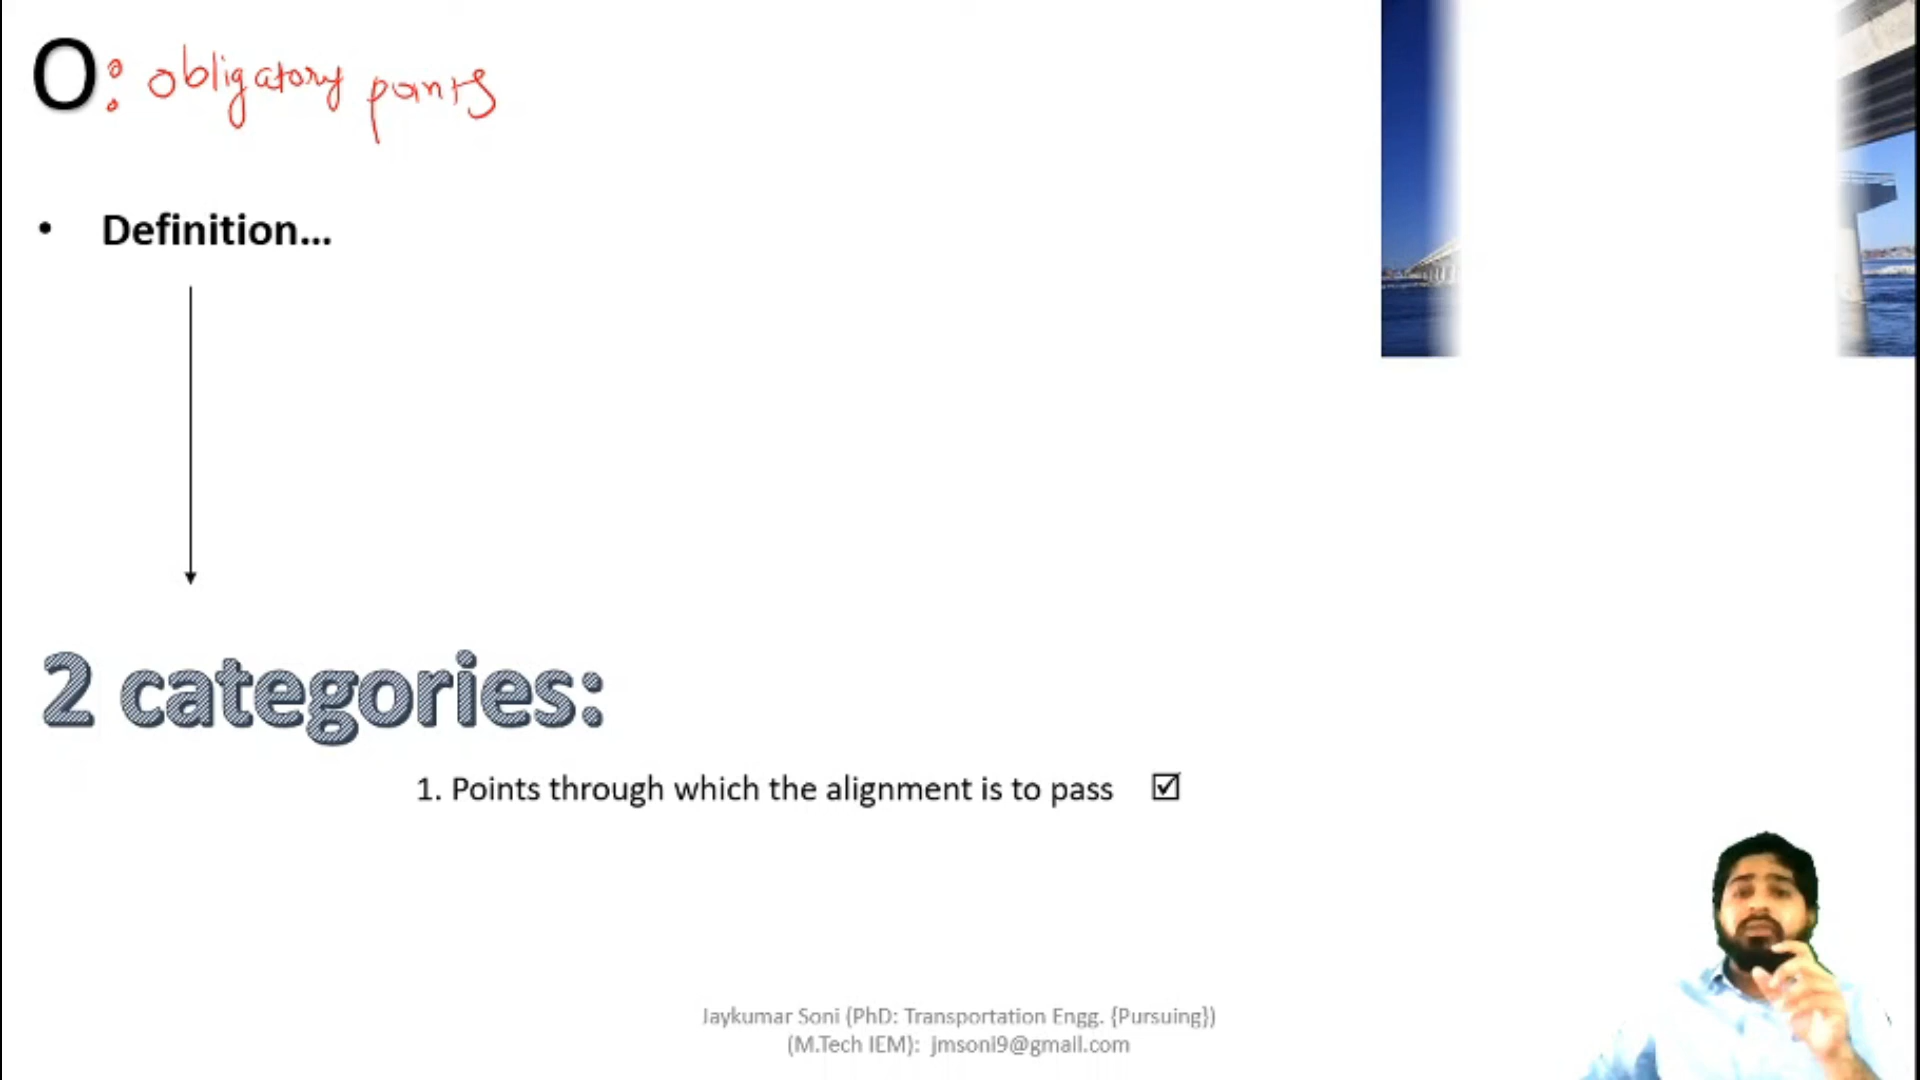 O: obligatory points
• Definition...
2 categories:
1. Points through which the alignment is to pass ☑
Jaykumar Soni (PhD: Transportation Engg. {Pursuing})
(M.Tech IEM): jmsoni9@gmail.com